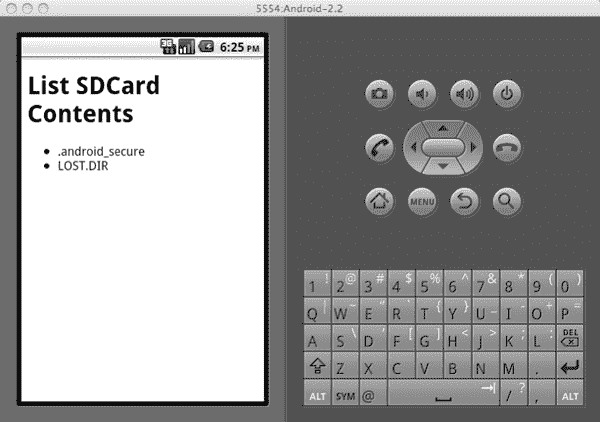 5554:Android-2.2
3G 6:25 PM
List SDCard
Contents
.android_secure
LOST.DIR
MENU
1 ! 2 @ 3 # 4 $ 5 % 6 ^ 7 & 8 * 9 ( 0 )
Q | W ~ E " R ` T { Y } U _ I - O + P =
A S \ D ' F [ G ] H < J > K ; L : DEL
Z X C V B N M .
ALT SYM @ / ? , ALT